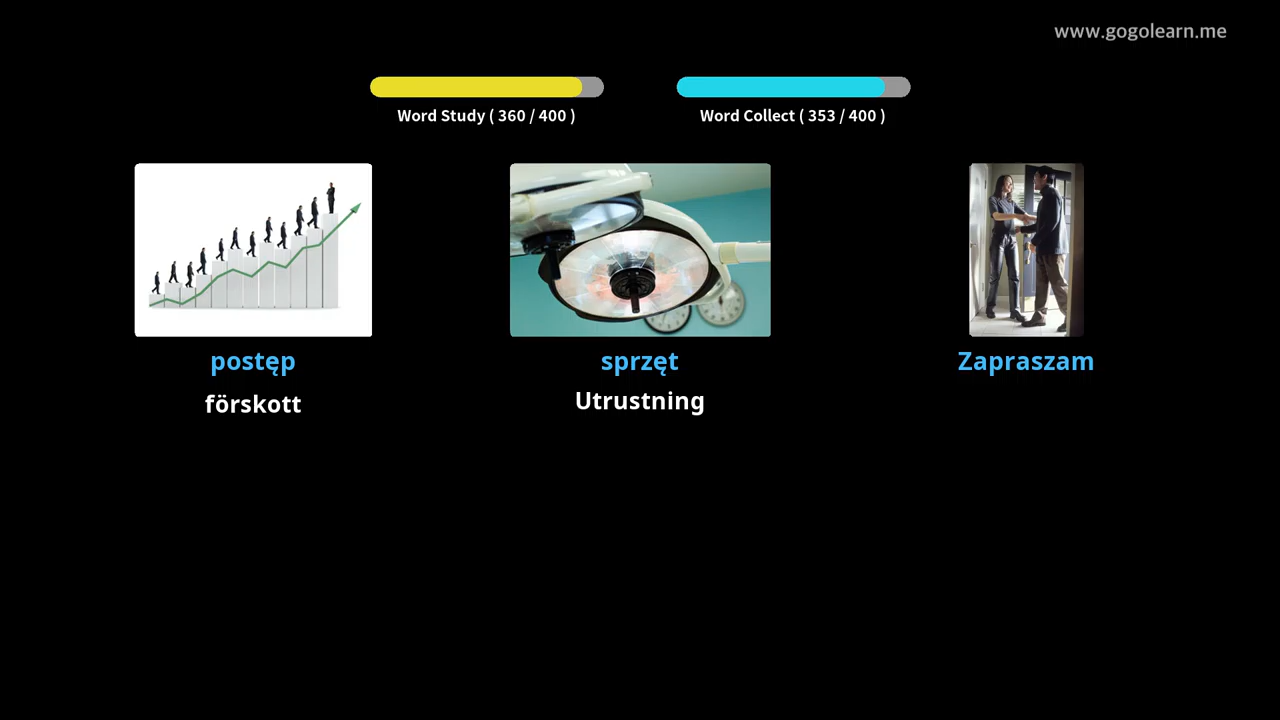 www.gogolearn.me
Word Study ( 360 / 400 )
Word Collect ( 353 / 400 )
postęp
sprzęt
Zapraszam
förskott
Utrustning